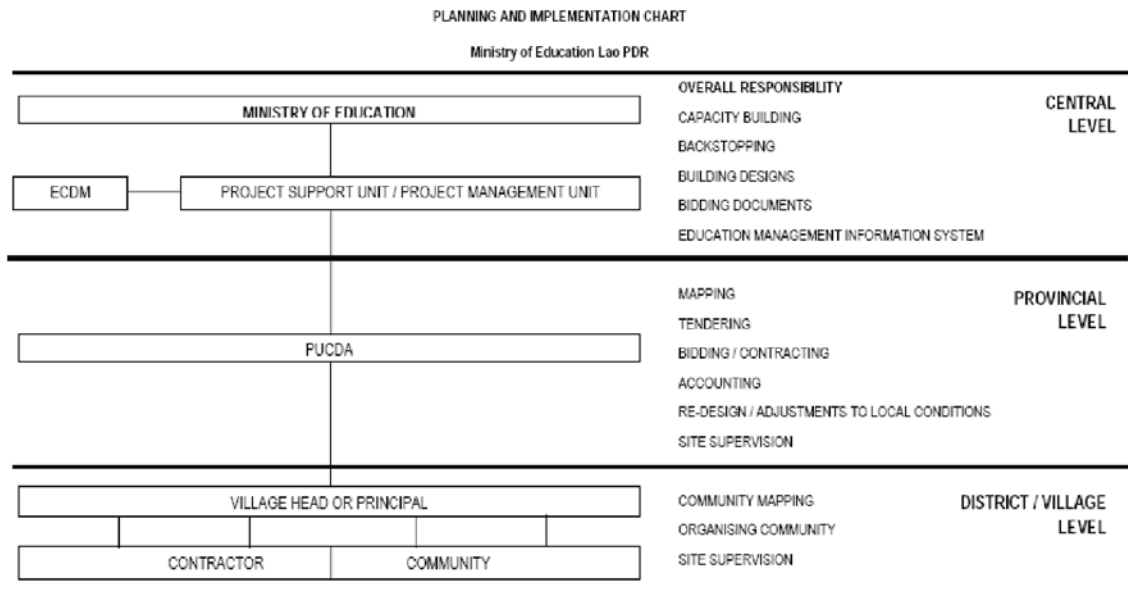 PLANNING AND IMPLEMENTATION CHART
Ministry of Education Lao PDR
MINISTRY OF EDUCATION
ECDM
PROJECT SUPPORT UNIT / PROJECT MANAGEMENT UNIT
OVERALL RESPONSIBILITY
CAPACITY BUILDING
BACKSTOPPING
BUILDING DESIGNS
BIDDING DOCUMENTS
EDUCATION MANAGEMENT INFORMATION SYSTEM
CENTRAL
LEVEL
PUCDA
MAPPING
TENDERING
BIDDING / CONTRACTING
ACCOUNTING
RE-DESIGN / ADJUSTMENTS TO LOCAL CONDITIONS
SITE SUPERVISION
PROVINCIAL
LEVEL
VILLAGE HEAD OR PRINCIPAL
CONTRACTOR
COMMUNITY
COMMUNITY MAPPING
ORGANISING COMMUNITY
SITE SUPERVISION
DISTRICT / VILLAGE
LEVEL